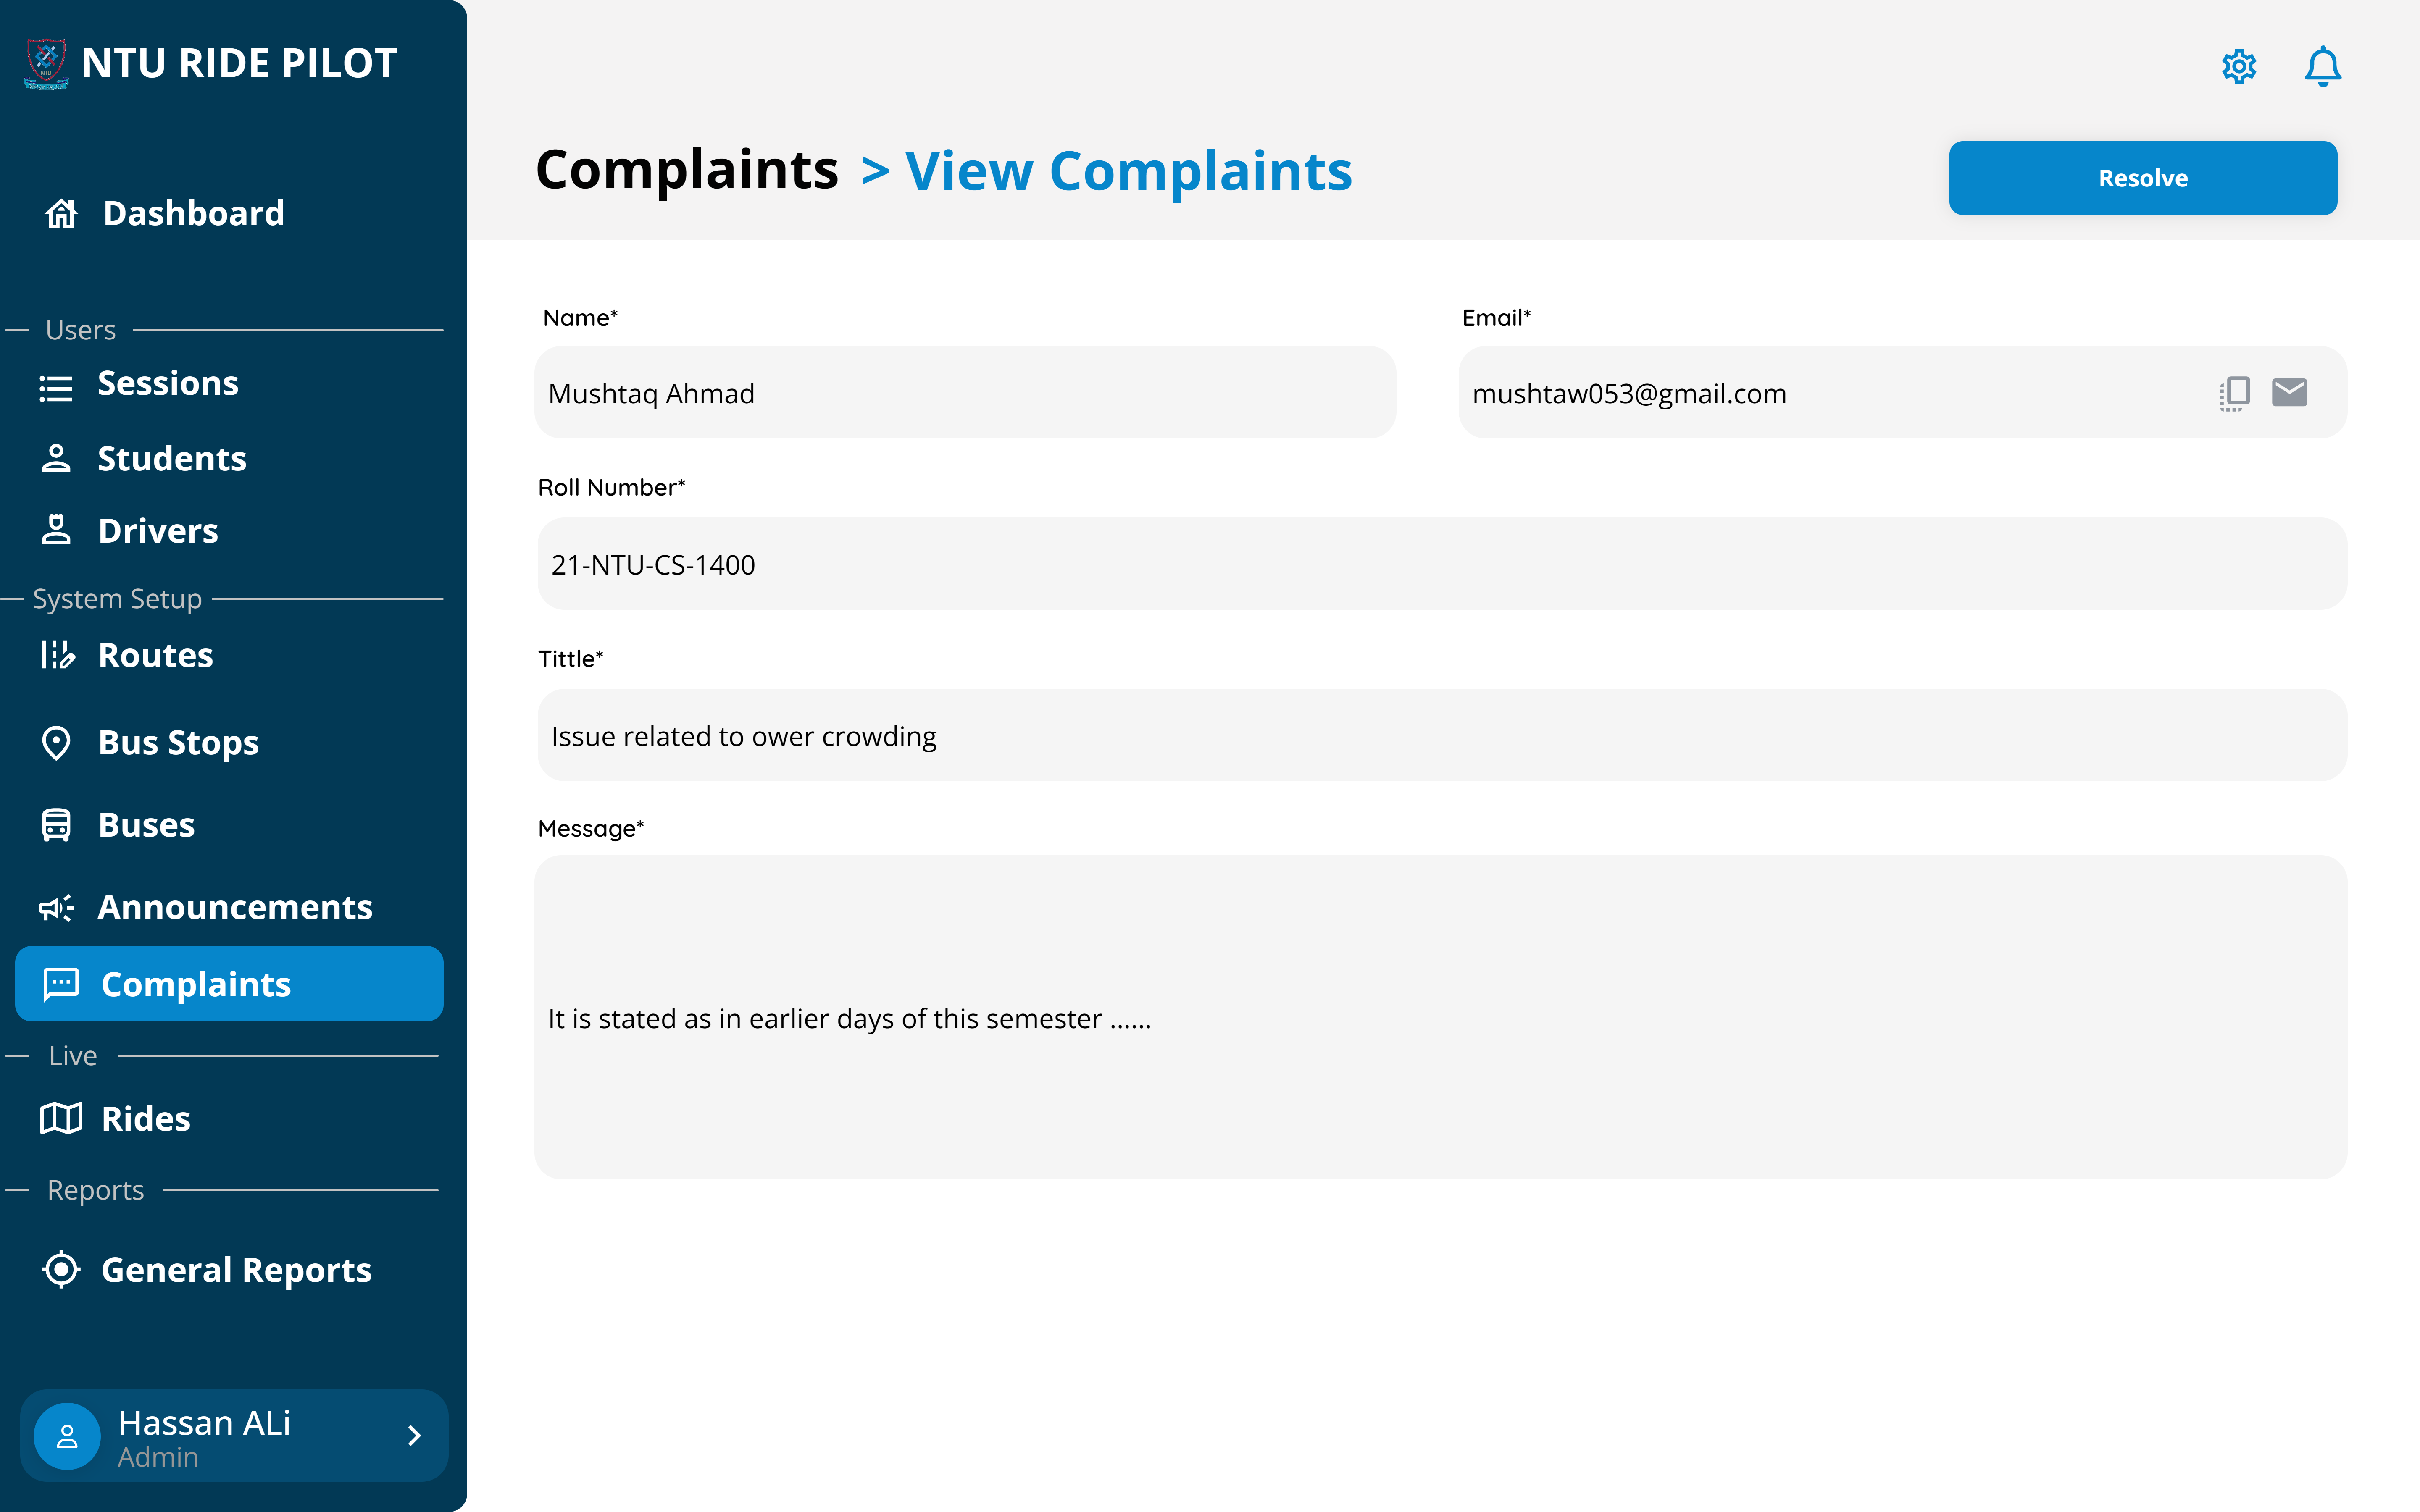 NTU
NTU RIDE PILOT
Dashboard
Users
Sessions
Students
Drivers
System Setup
Routes
Bus Stops
Buses
Announcements
Complaints
Live
Rides
Reports
General Reports
Hassan ALi
Admin
Complaints > View Complaints
Resolve
Name*
Mushtaq Ahmad
Email*
mushtaw053@gmail.com
Roll Number*
21-NTU-CS-1400
Tittle*
Issue related to ower crowding
Message*
It is stated as in earlier days of this semester ......